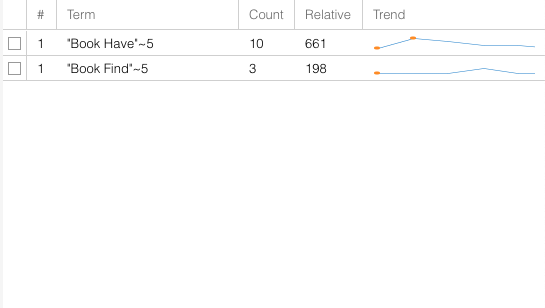 # Term Count Relative Trend
1 "Book Have"~5 10 661
1 "Book Find"~5 3 198